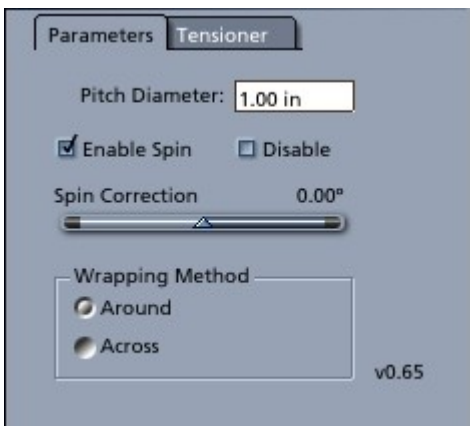 Parameters Tensioner
Pitch Diameter: 1.00 in
Enable Spin Disable
Spin Correction 0.00°
Wrapping Method
Around
Across
v0.65